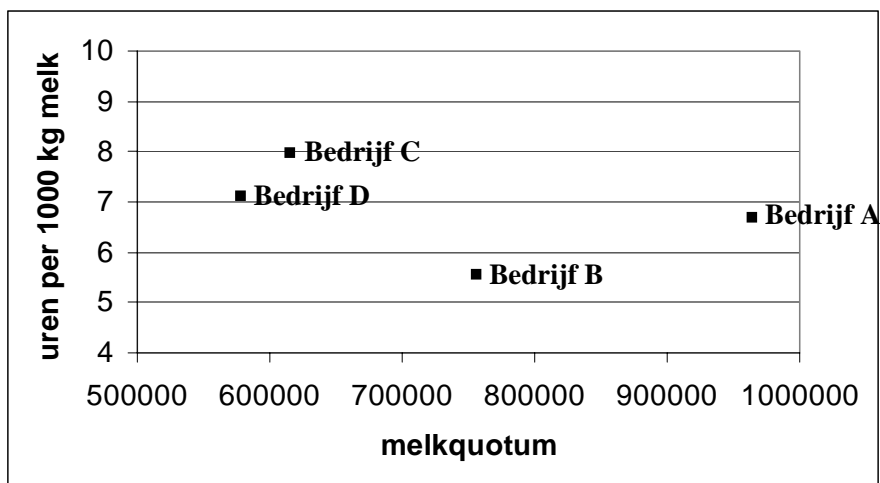 10
9
8
7
6
5
4
uren per 1000 kg melk
Bedrijf C
Bedrijf D
Bedrijf A
Bedrijf B
500000 600000 700000 800000 900000 1000000
melkquotum